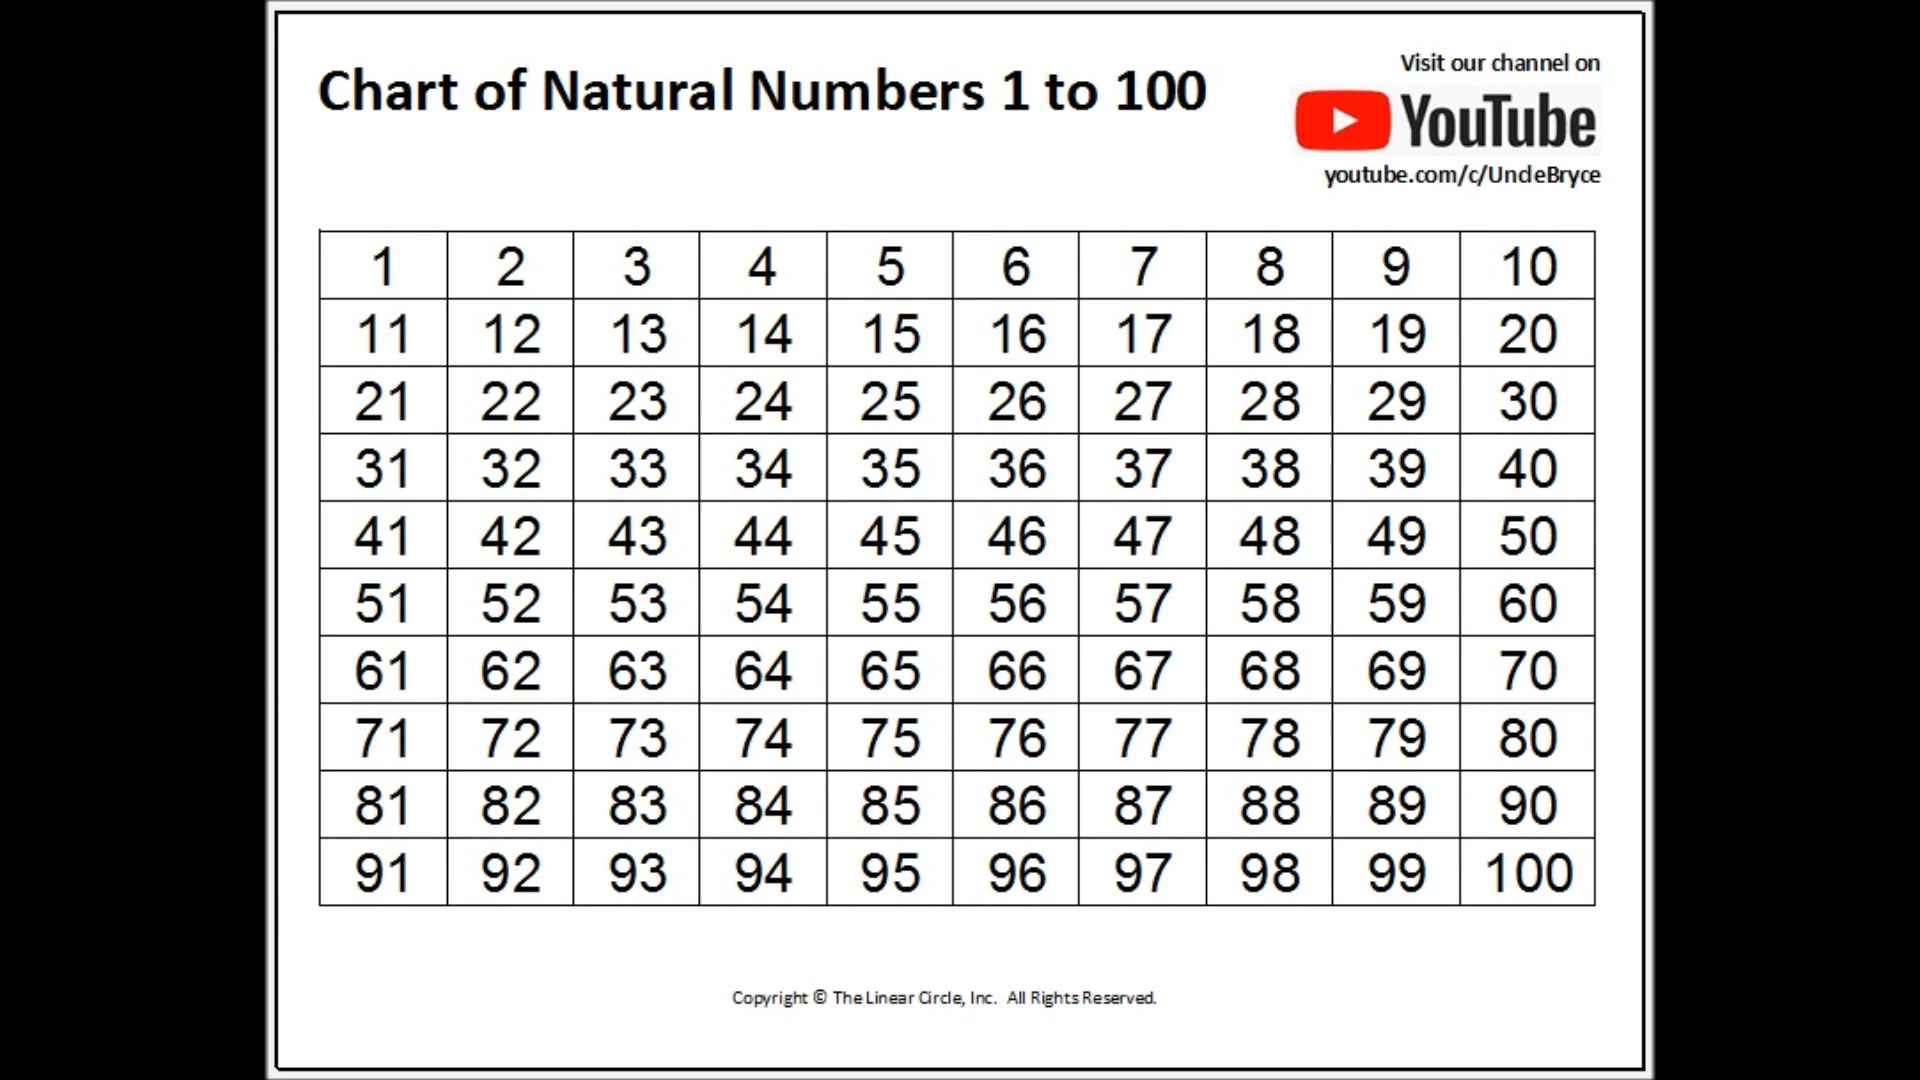 Chart of Natural Numbers 1 to 100
Visit our channel on
YouTube
youtube.com/c/UncleBryce
1 2 3 4 5 6 7 8 9 10
11 12 13 14 15 16 17 18 19 20
21 22 23 24 25 26 27 28 29 30
31 32 33 34 35 36 37 38 39 40
41 42 43 44 45 46 47 48 49 50
51 52 53 54 55 56 57 58 59 60
61 62 63 64 65 66 67 68 69 70
71 72 73 74 75 76 77 78 79 80
81 82 83 84 85 86 87 88 89 90
91 92 93 94 95 96 97 98 99 100
Copyright © The Linear Circle, Inc. All Rights Reserved.